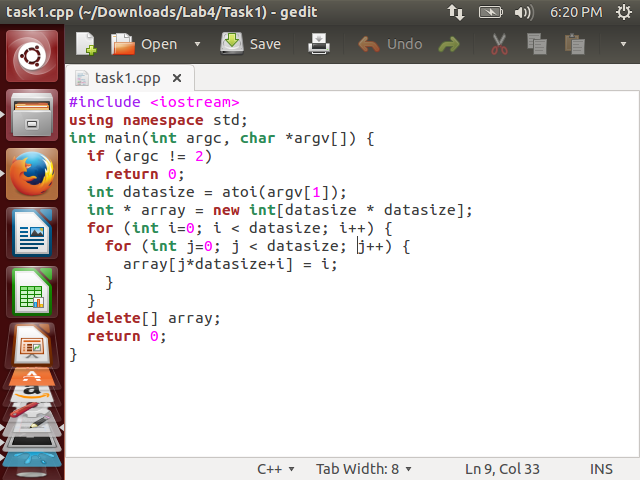 task1.cpp (~/Downloads/Lab4/Task1) - gedit 6:20 PM
Open Save Undo
task1.cpp
#include <iostream>
using namespace std;
int main(int argc, char *argv[]) {
  if (argc != 2)
    return 0;
  int datasize = atoi(argv[1]);
  int * array = new int[datasize * datasize];
  for (int i=0; i < datasize; i++) {
    for (int j=0; j < datasize; j++) {
      array[j*datasize+i] = i;
    }
  }
  delete[] array;
  return 0;
}
C++ Tab Width: 8 Ln 9, Col 33 INS